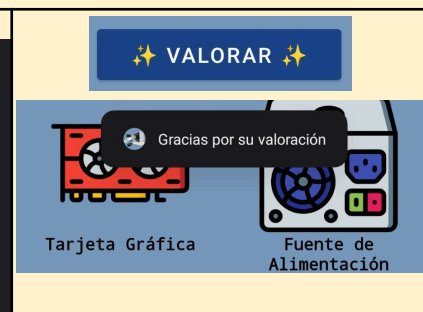 ✨ VALORAR ✨
Gracias por su valoración
Tarjeta Gráfica
Fuente de
Alimentación